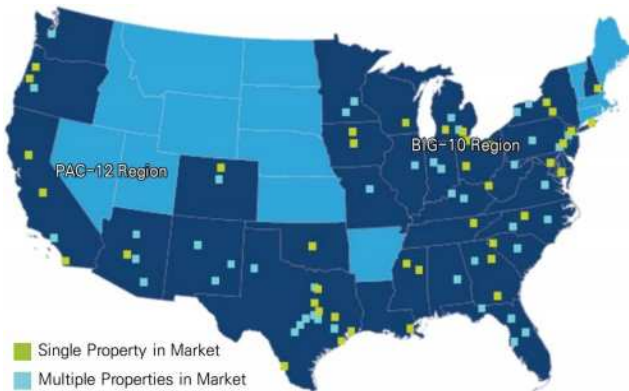 PAC-12 Region
BIG-10 Region
Single Property in Market
Multiple Properties in Market